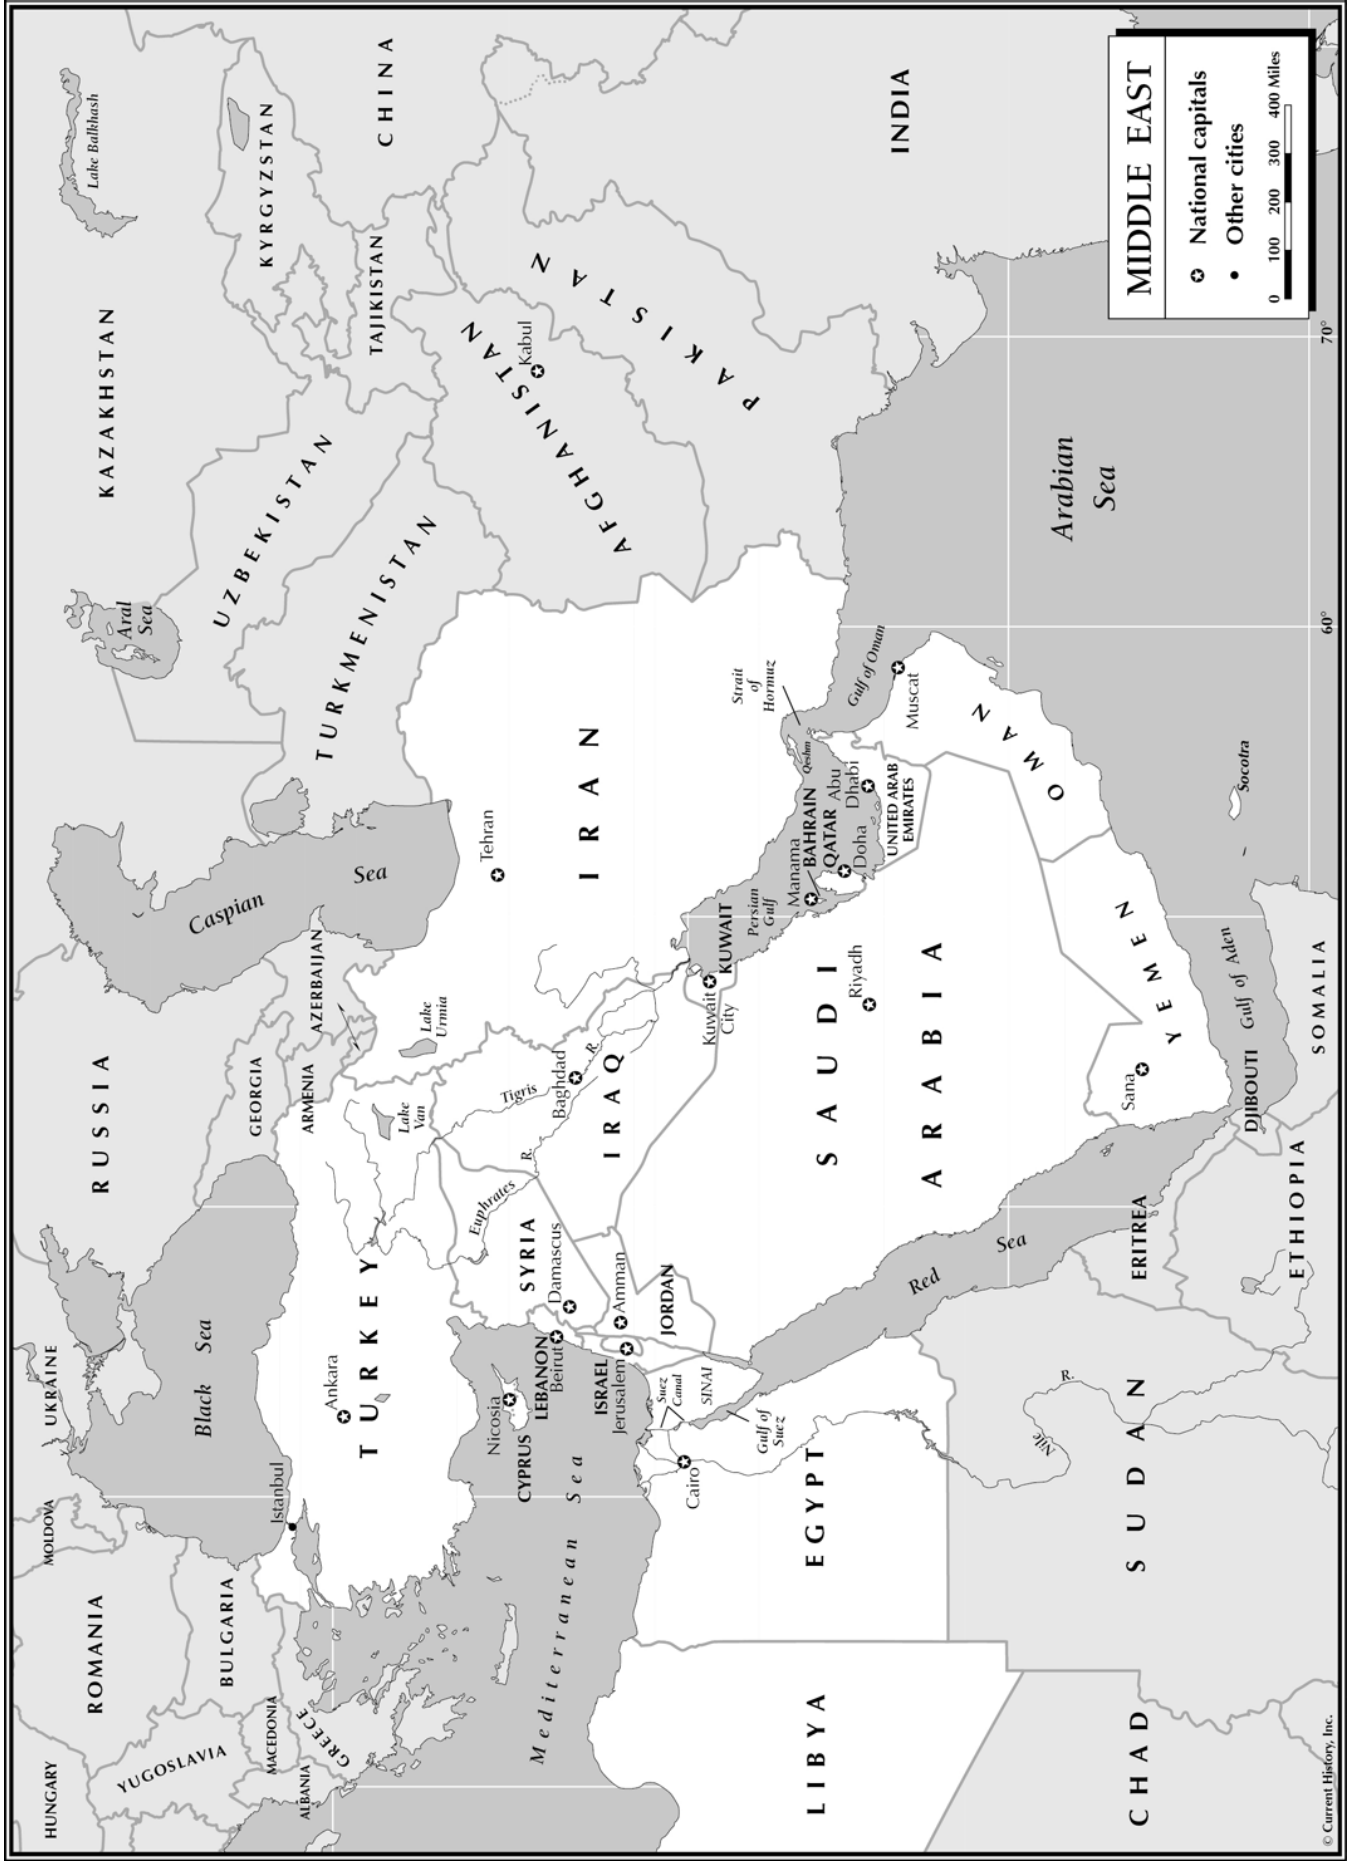 HUNGARY
ROMANIA
MOLDOVA
UKRAINE
RUSSIA
KAZAKHSTAN
Lake Balkhash
YUGOSLAVIA
BULGARIA
MACEDONIA
ALBANIA
GREECE
Black Sea
GEORGIA
ARMENIA
AZERBAIJAN
Caspian
Sea
Aral
Sea
UZBEKISTAN
TURKMENISTAN
KYRGYZSTAN
TAJIKISTAN
CHINA
Istanbul
Ankara
TURKEY
Lake
Van
Lake
Urmia
Tehran
IRAN
AFGHANISTAN
Kabul
PAKISTAN
INDIA
Mediterranean Sea
Nicosia
CYPRUS
LEBANON
Beirut
SYRIA
Damascus
Euphrates
R.
Tigris
R.
Baghdad
IRAQ
ISRAEL
Jerusalem
Amman
JORDAN
Suez
Canal
SINAI
Gulf of
Suez
Cairo
Kuwait
City
KUWAIT
Persian
Gulf
Manama
BAHRAIN
QATAR
Doha
Abu
Dhabi
UNITED ARAB
EMIRATES
Qeshm
Strait
of
Hormuz
Gulf of Oman
Muscat
OMAN
LIBYA
EGYPT
SAUDI
ARABIA
Riyadh
Red
Sea
Arabian
Sea
Nile
R.
CHAD
SUDAN
ERITREA
ETHIOPIA
DJIBOUTI
SOMALIA
Sana
YEMEN
Gulf of Aden
Socotra
60°
70°
MIDDLE EAST
National capitals
Other cities
0 100 200 300 400 Miles
© Current History, Inc.